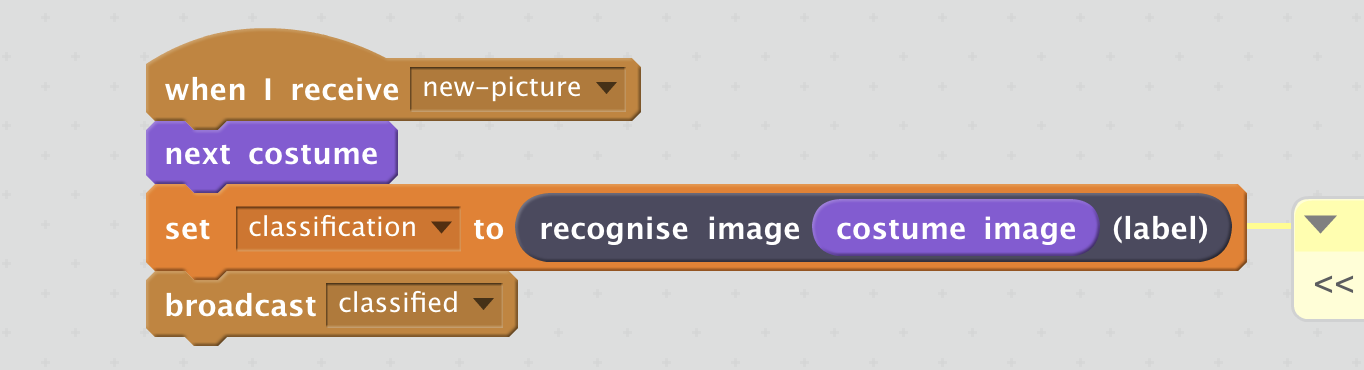 when I receive new-picture
next costume
set classification to recognise image costume image (label)
<<
broadcast classified